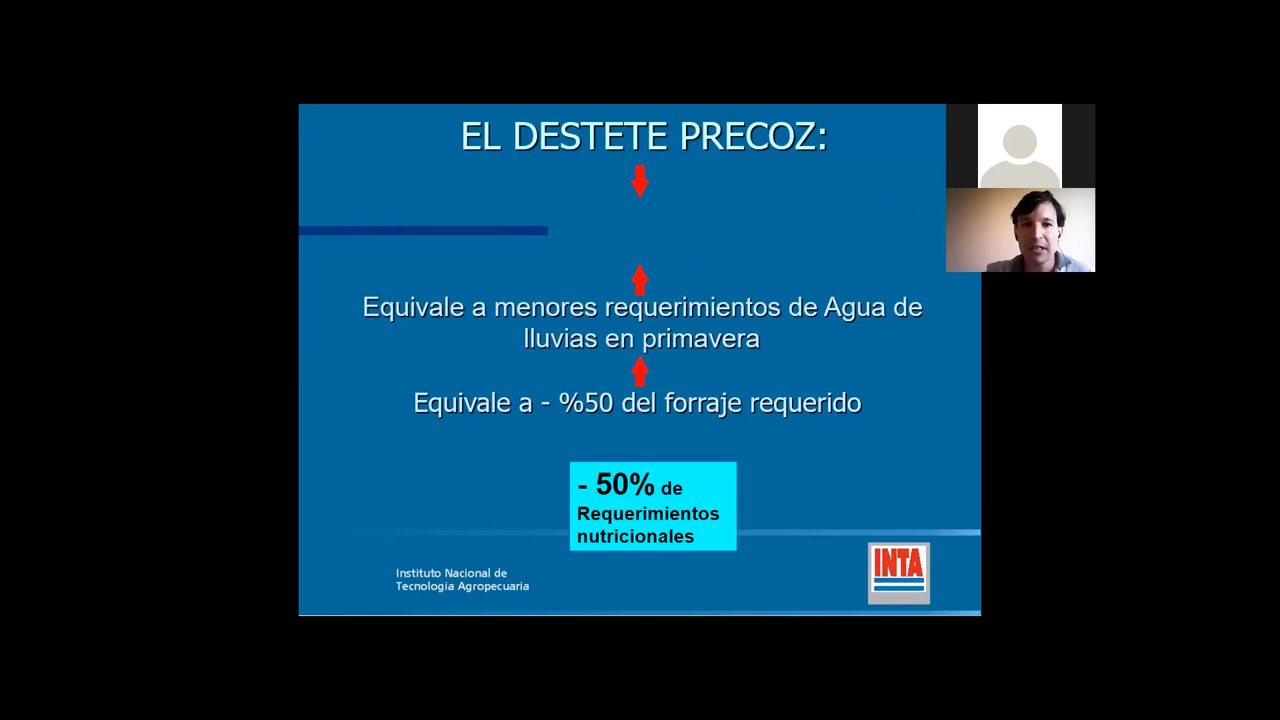 EL DESTETE PRECOZ:
Equivale a menores requerimientos de Agua de
lluvias en primavera
Equivale a - %50 del forraje requerido
- 50% de
Requerimientos
nutricionales
Instituto Nacional de
Tecnología Agropecuaria
INTA